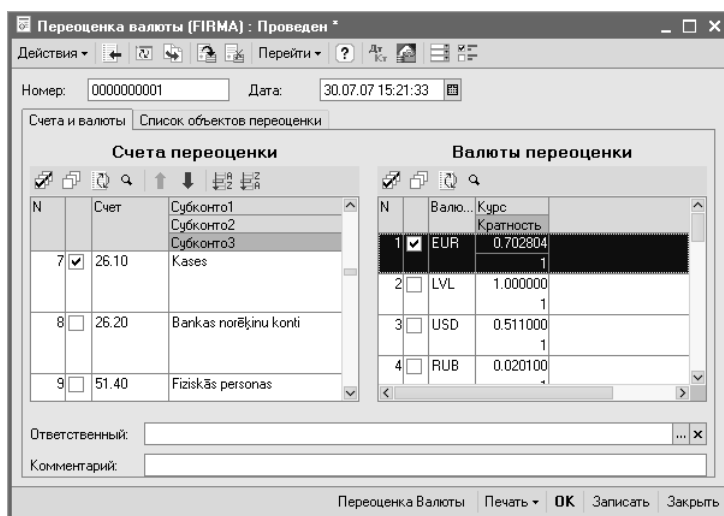 Переоценка валюты (FIRMA) : Проведен *
Действия Перейти ? Дт Кт
Номер: 0000000001 Дата: 30.07.07 15:21:33
Счета и валюты Список объектов переоценки
Счета переоценки Валюты переоценки
N Счет Субконто1 N Валю... Курс
Субконто2 Кратность
Субконто3
7 26.10 Kases 1 EUR 0.702804
1
2 LVL 1.000000
1
8 26.20 Bankas norēķinu konti 3 USD 0.511000
1
9 51.40 Fiziskās personas 4 RUB 0.020100
1
Ответственный: ... x
Комментарий:
Переоценка Валюты Печать OK Записать Закрыть